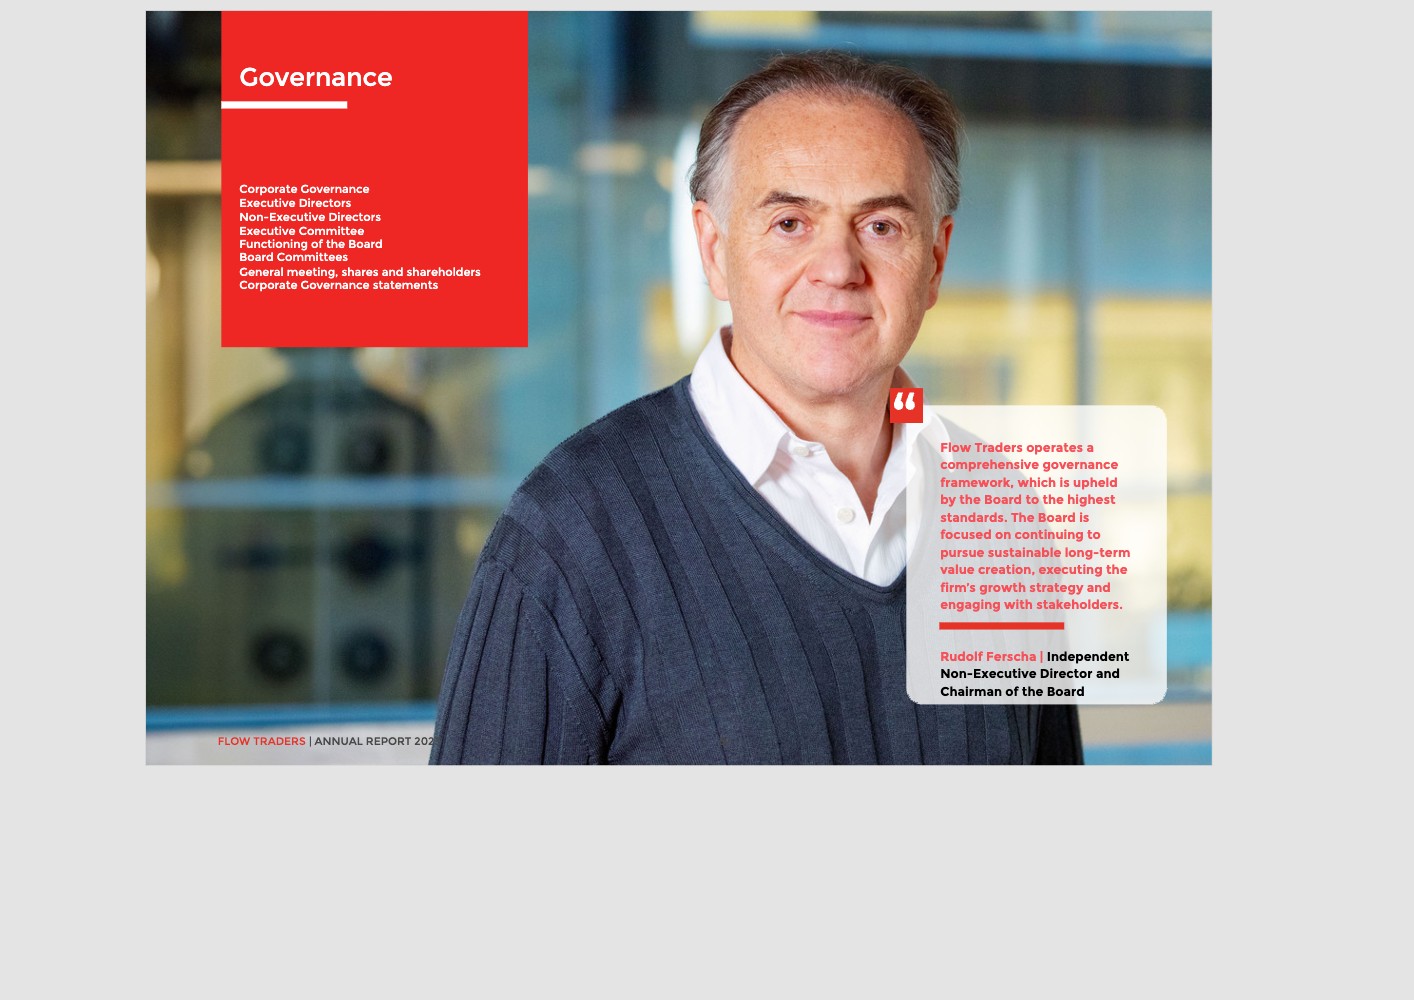 Governance
Corporate Governance
Executive Directors
Non-Executive Directors
Executive Committee
Functioning of the Board
Board Committees
General meeting, shares and shareholders
Corporate Governance statements
“
Flow Traders operates a
comprehensive governance
framework, which is upheld
by the Board to the highest
standards. The Board is
focused on continuing to
pursue sustainable long-term
value creation, executing the
firm's growth strategy and
engaging with stakeholders.
Rudolf Ferscha | Independent
Non-Executive Director and
Chairman of the Board
FLOW TRADERS | ANNUAL REPORT